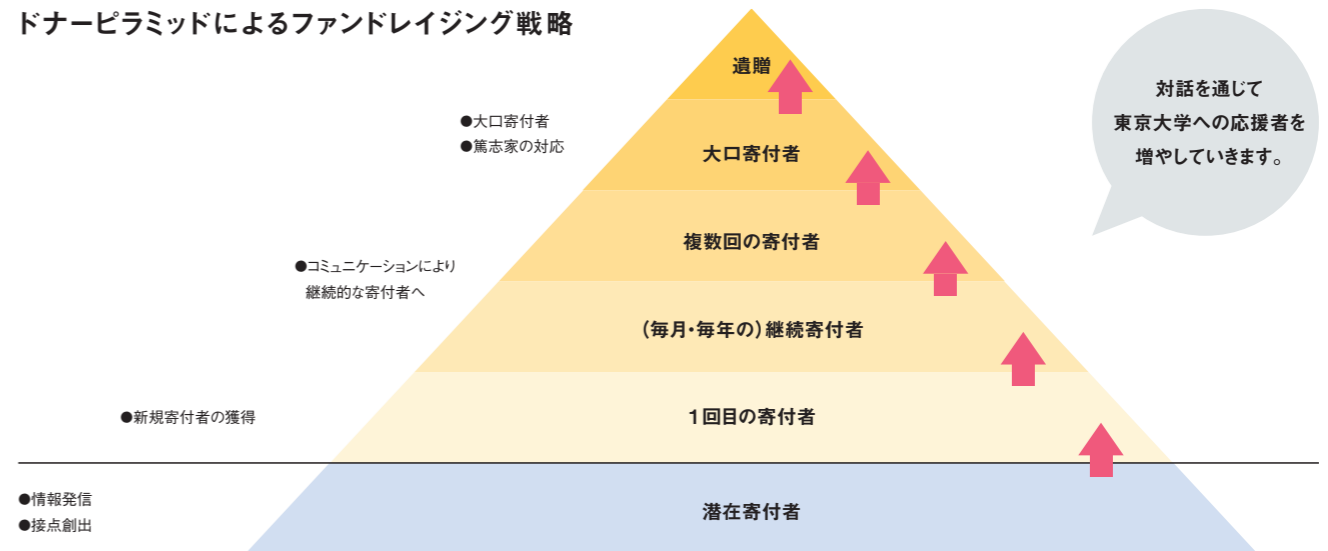 ドナーピラミッドによるファンドレイジング戦略
遺贈
対話を通じて
東京大学への応援者を
増やしていきます。
●大口寄付者
●篤志家の対応
大口寄付者
複数回の寄付者
●コミュニケーションにより
継続的な寄付者へ
(毎月・毎年の)継続寄付者
●新規寄付者の獲得
1回目の寄付者
●情報発信
●接点創出
潜在寄付者